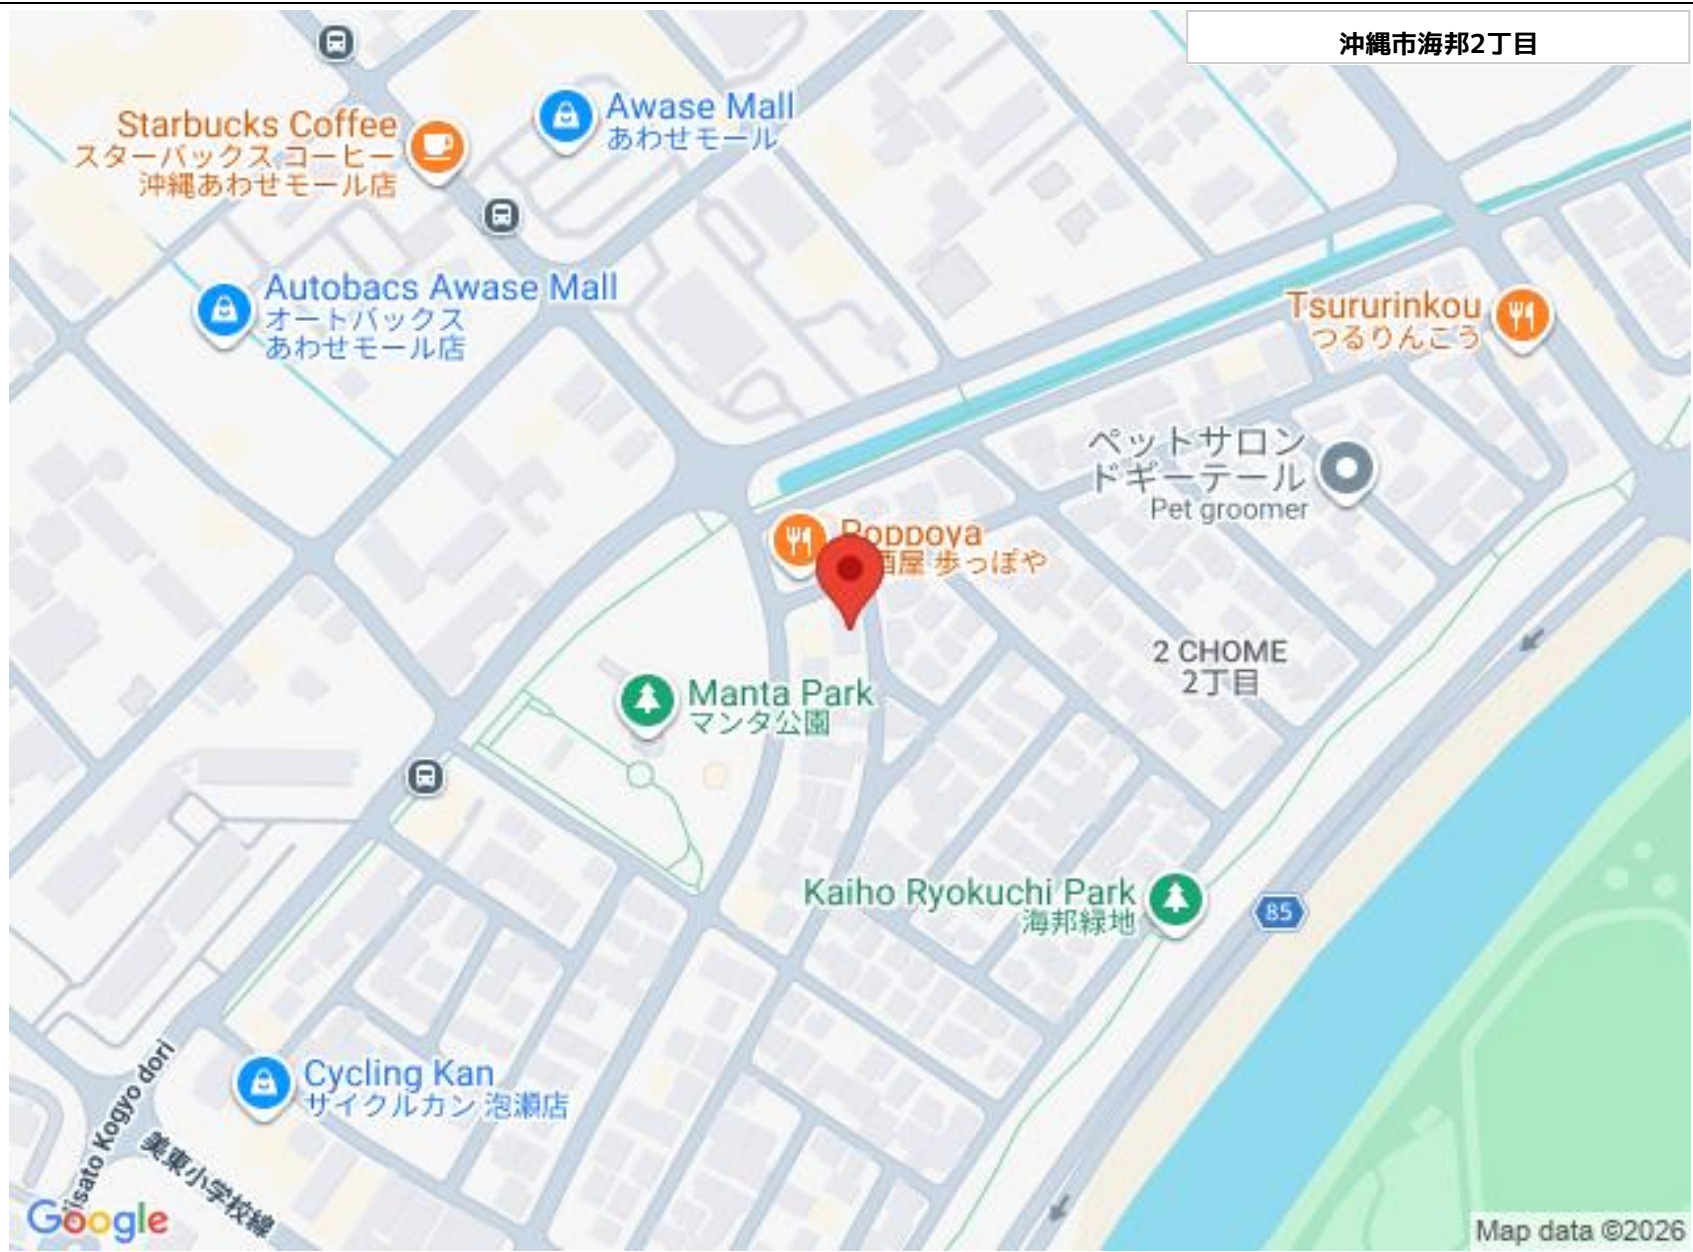 沖縄市海邦2丁目
Awase Mall
あわせモール
Starbucks Coffee
スターバックス コーヒー
沖縄あわせモール店
Autobacs Awase Mall
オートバックス
あわせモール店
Tsururinkou
つるりんこう
ペットサロン
ドギーテール
Pet groomer
Poppoya
酒屋 歩っぽや
2 CHOME
2丁目
Manta Park
マンタ公園
Kaiho Ryokuchi Park
海邦緑地
85
Cycling Kan
サイクルカン 泡瀬店
Kogyo dori
美東小学校線
Google
Map data ©2026